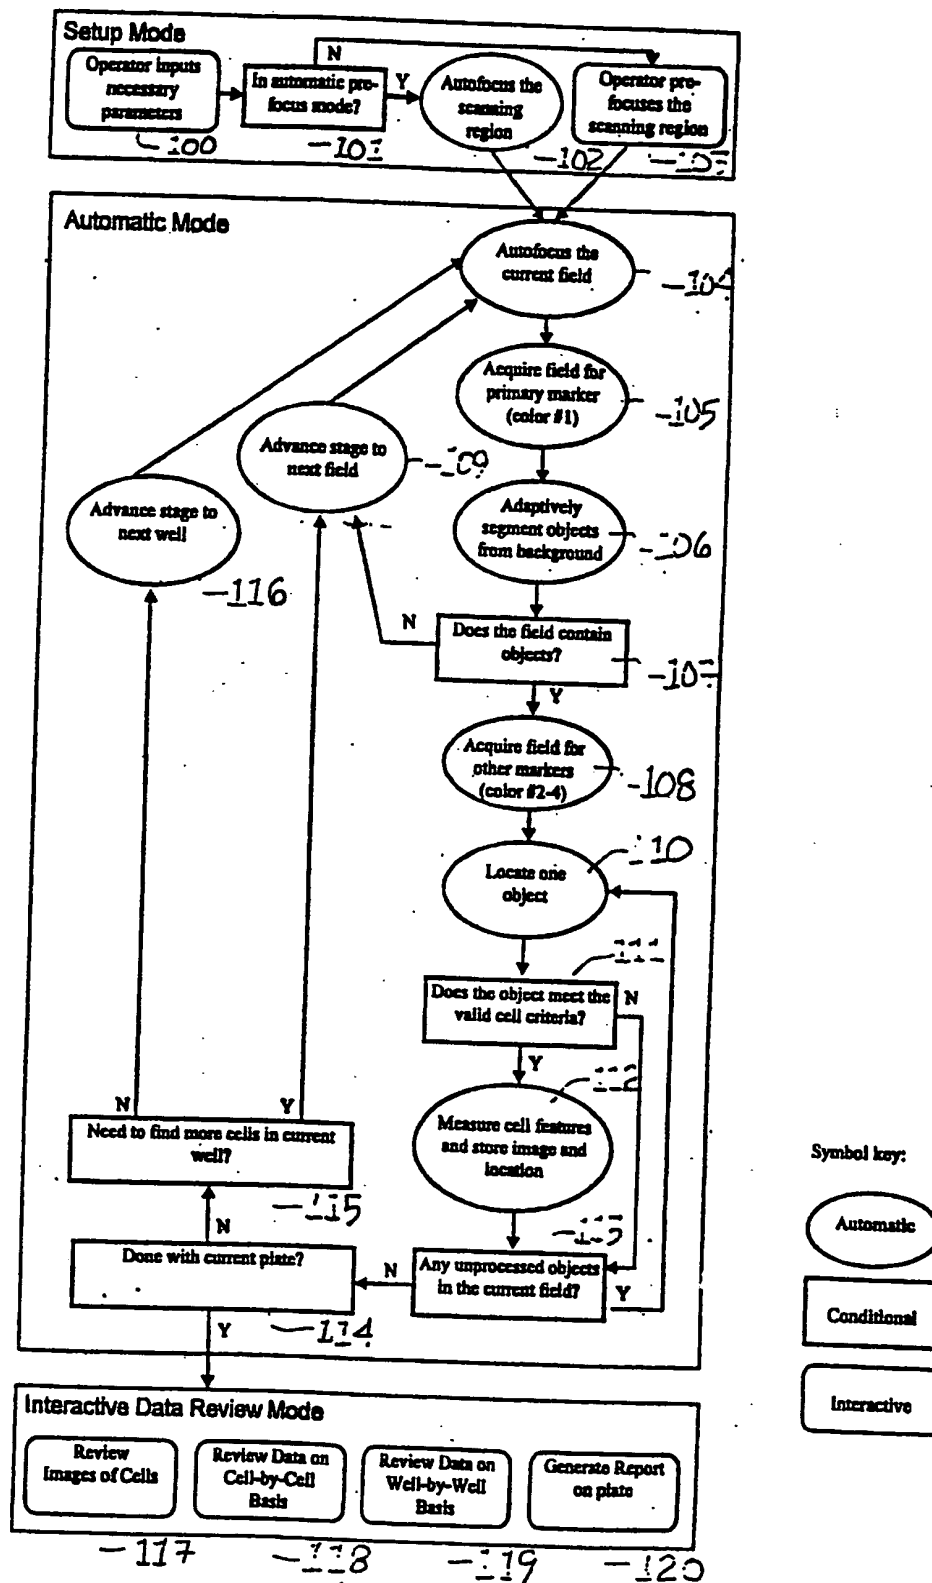 Setup Mode
N
Operator inputs
necessary
parameters
-100
In automatic pre-
focus mode?
-101
Y
Autofocus the
scanning
region
-102
Operator pre-
focuses the
scanning region
Automatic Mode
Autofocus the
current field
Acquire field for
primary marker
(color #1)
-105
Advance stage to
next field
-109
Advance stage to
next well
-116
Adaptively
segment objects
from background
-106
Does the field contain
objects?
N
Y
Acquire field for
other markers
(color #2-4)
-108
Locate one
object
110
Does the object meet the
valid cell criteria?
111
N
Y
Measure cell features
and store image and
location
112
N
Y
Need to find more cells in current
well?
-115
N
Done with current plate?
-114
Y
N
Any unprocessed objects
in the current field?
-113
Y
Interactive Data Review Mode
Review
Images of Cells
-117
Review Data on
Cell-by-Cell
Basis
-118
Review Data on
Well-by-Well
Basis
-119
Generate Report
on plate
-120
Symbol key:
Automatic
Conditional
Interactive